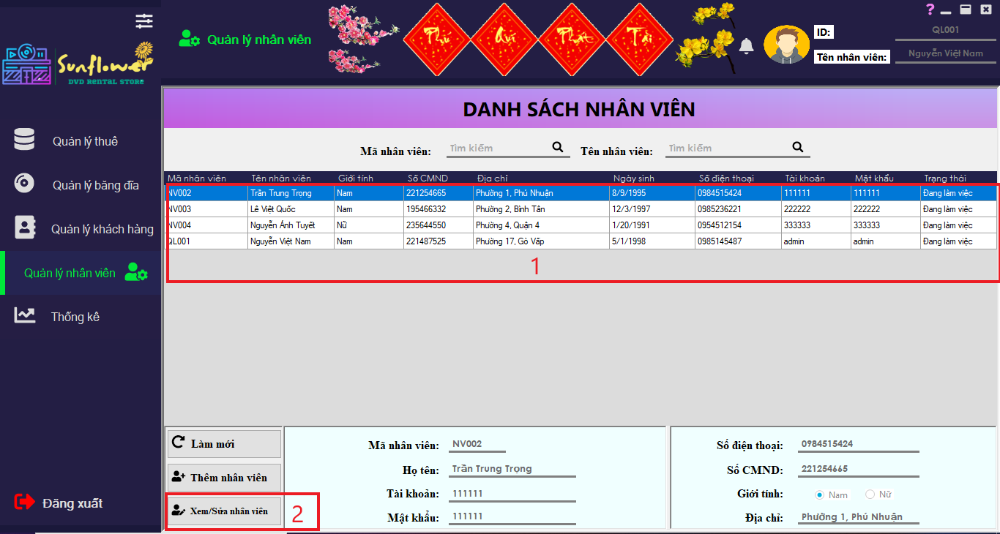 Sunflower
DVD RENTAL STORE
Quản lý nhân viên
Phú Quý Phát Tài
?
ID: QL001
Tên nhân viên: Nguyễn Việt Nam
Quản lý thuê
Quản lý băng đĩa
Quản lý khách hàng
Quản lý nhân viên
Thống kê
Đăng xuất
DANH SÁCH NHÂN VIÊN
Mã nhân viên: Tìm kiếm Tên nhân viên: Tìm kiếm
Mã nhân viên Tên nhân viên Giới tính Số CMND Địa chỉ Ngày sinh Số điện thoại Tài khoản Mật khẩu Trạng thái
NV002 Trần Trung Trọng Nam 221254665 Phường 1, Phú Nhuận 8/9/1995 0984515424 111111 111111 Đang làm việc
NV003 Lê Việt Quốc Nam 195466332 Phường 2, Bình Tân 12/3/1997 0985236221 222222 222222 Đang làm việc
NV004 Nguyễn Ánh Tuyết Nữ 235644550 Phường 4, Quận 4 1/20/1991 0954512154 333333 333333 Đang làm việc
QL001 Nguyễn Việt Nam Nam 221487525 Phường 17, Gò Vấp 5/1/1998 0985145487 admin admin Đang làm việc
1
Làm mới
Thêm nhân viên
Xem/Sửa nhân viên
2
Mã nhân viên: NV002
Họ tên: Trần Trung Trọng
Tài khoản: 111111
Mật khẩu: 111111
Số điện thoại: 0984515424
Số CMND: 221254665
Giới tính: Nam Nữ
Địa chỉ: Phường 1, Phú Nhuận